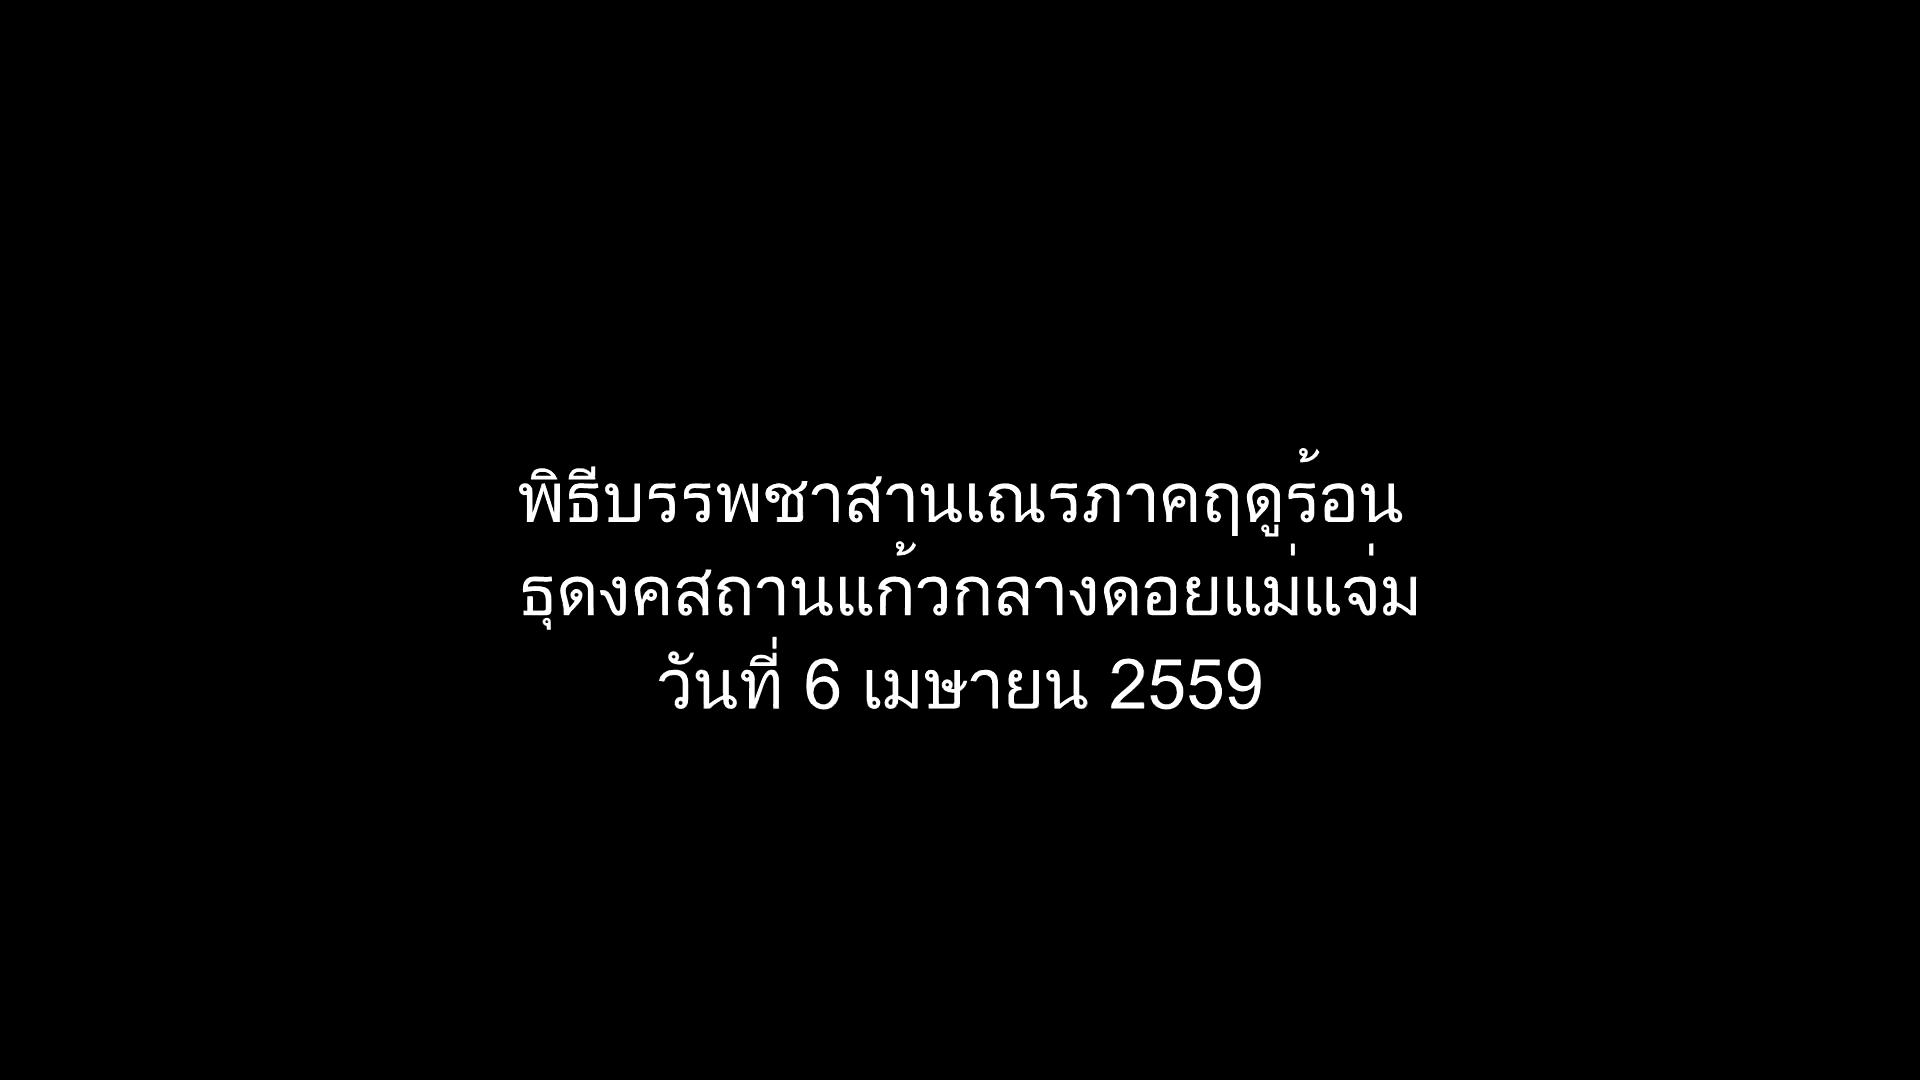 พิธีบรรพชาสานเณรภาคฤดูร้อน
ธุดงคสถานแก้วกลางดอยแม่แจ่ม
วันที่ 6 เมษายน 2559